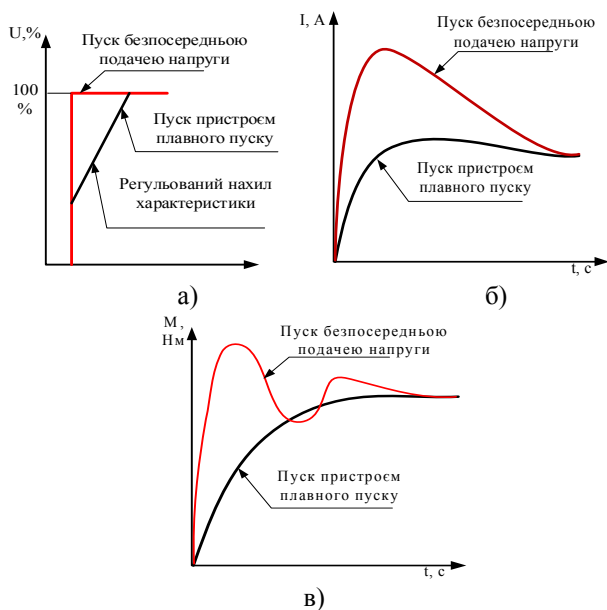 U,%
Пуск безпосередньою
подачею напруги
100
%
Пуск пристроєм
плавного пуску
Регульований нахил
характеристики
а)
I, А
Пуск безпосередньою
подачею напруги
Пуск пристроєм
плавного пуску
t, с
б)
М,
Нм
Пуск безпосередньою
подачею напруги
Пуск пристроєм
плавного пуску
t, с
в)